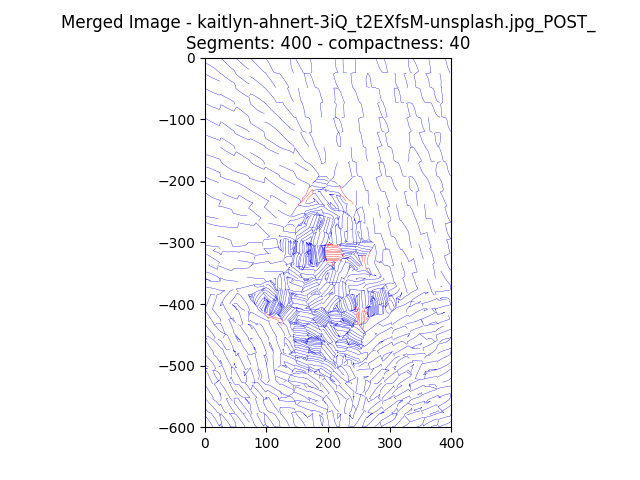 Merged Image - kaitlyn-ahnert-3iQ_t2EXfsM-unsplash.jpg_POST_
Segments: 400 - compactness: 40
0
−100
−200
−300
−400
−500
−600
0 100 200 300 400